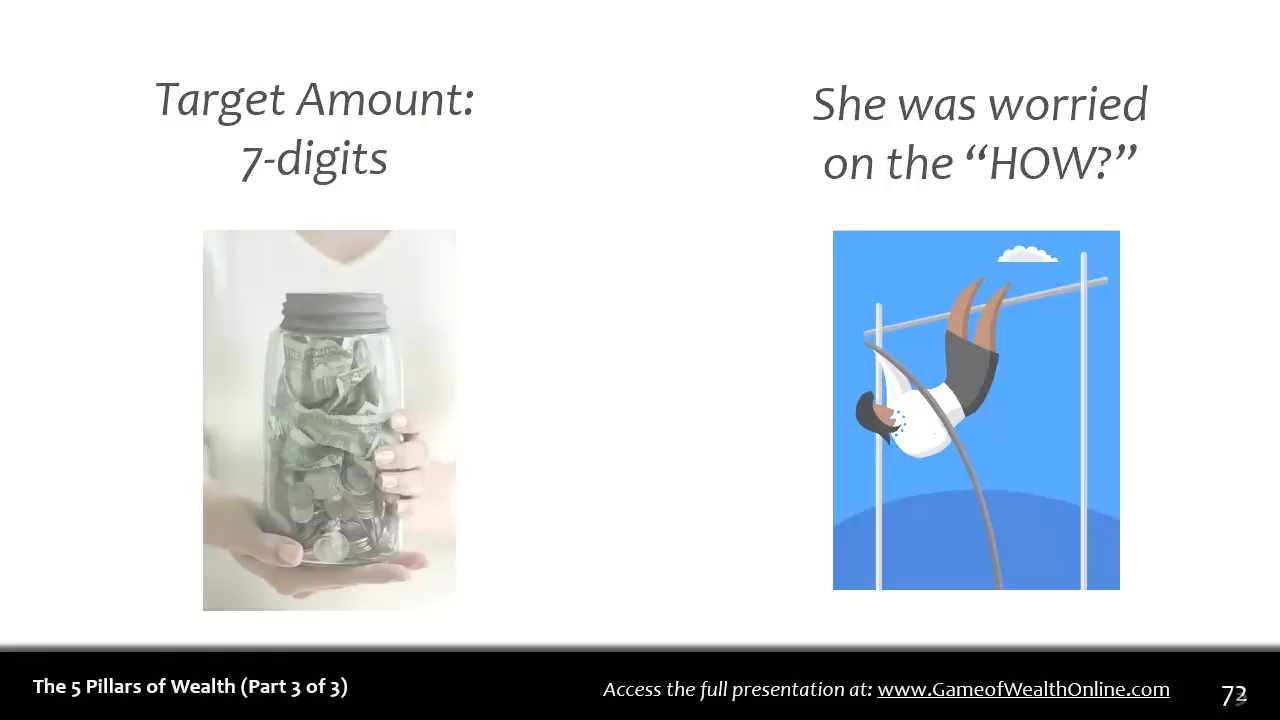 Target Amount:
7-digits
She was worried
on the “HOW?”
The 5 Pillars of Wealth (Part 3 of 3)
Access the full presentation at: www.GameofWealthOnline.com